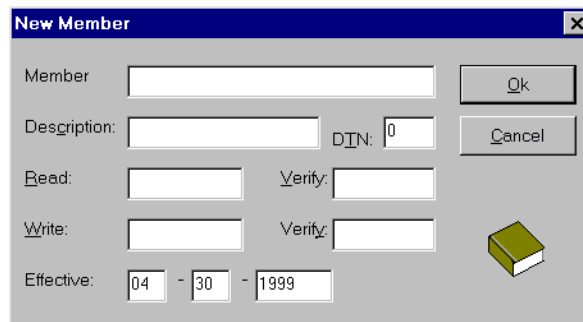 New Member
Member
Ok
Description: DTN: 0
Cancel
Read: Verify:
Write: Verify:
Effective: 04 - 30 - 1999